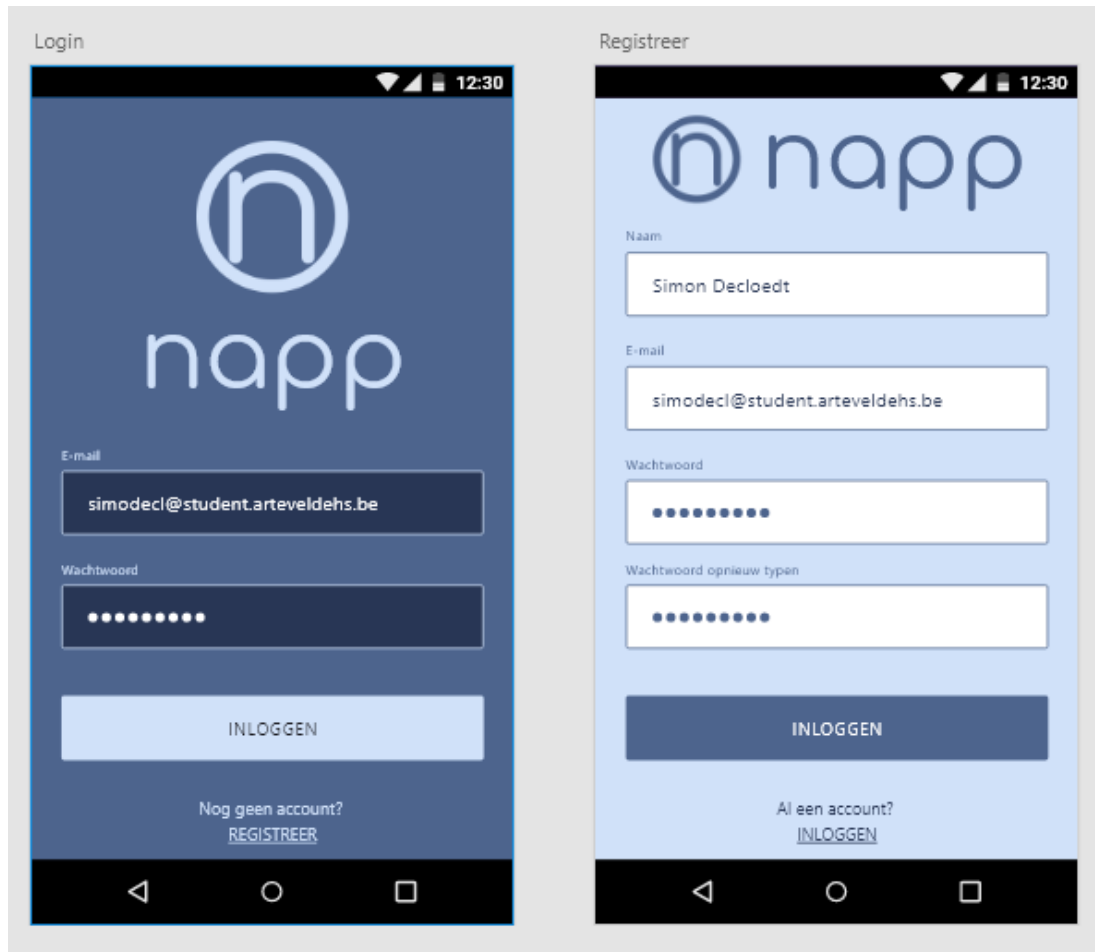 Login
12:30
n
napp
E-mail
simodecl@student.arteveldehs.be
Wachtwoord
INLOGGEN
Nog geen account?
REGISTREER
Registreer
12:30
n napp
Naam
Simon Decloedt
E-mail
simodecl@student.arteveldehs.be
Wachtwoord
Wachtwoord opnieuw typen
INLOGGEN
Al een account?
INLOGGEN